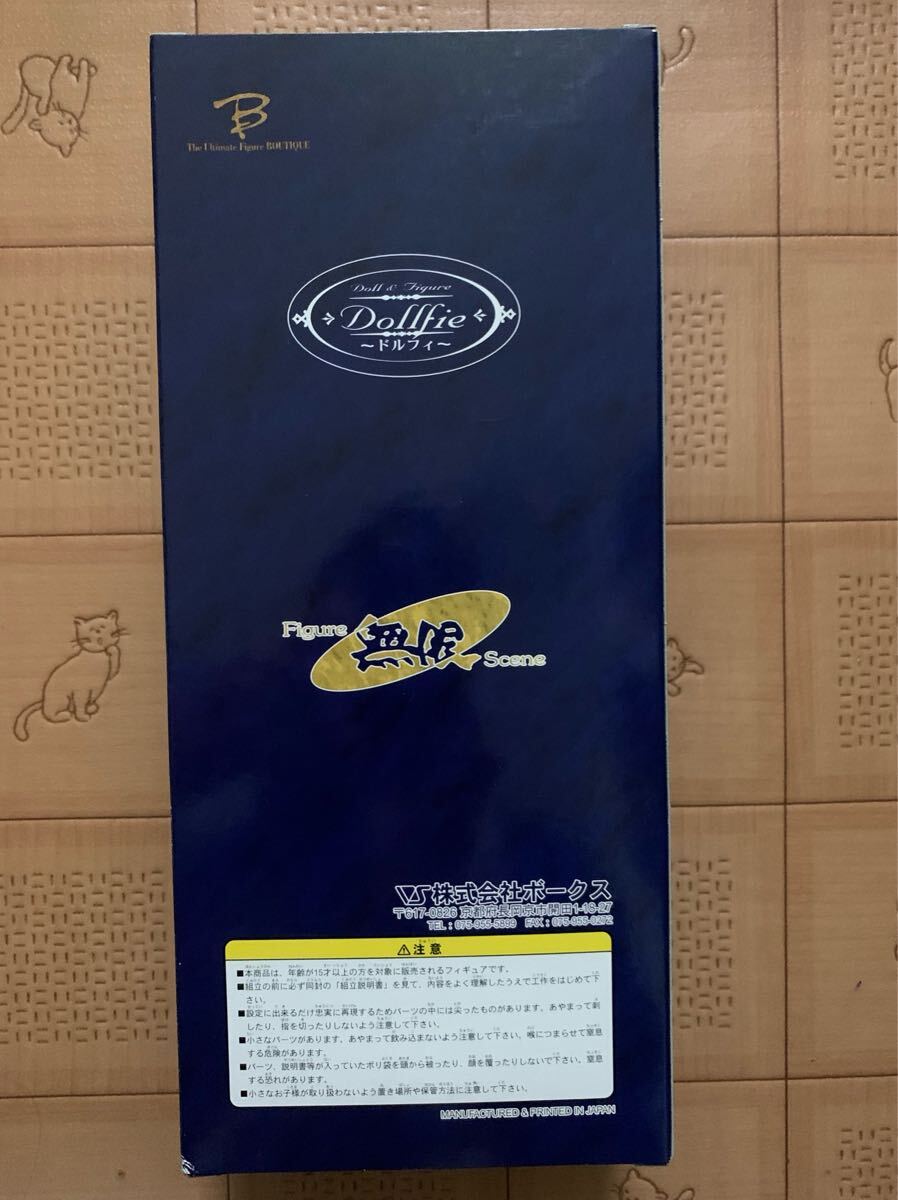 B
The Ultimate Figure BOUTIQUE
Doll & Figure
Dollfie
～ドルフィ～
Figure 無限 Scene
VS 株式会社ボークス
〒617-0826 京都府長岡京市開田1-18-27
TEL：075-955-5899 FAX：075-955-0272
⚠注意
■本商品は、年齢が15才以上の方を対象に販売されるフィギュアです。
■組立の前に必ず同封の「組立説明書」を見て、内容をよく理解したうえで工作をはじめて下
さい。
■設定に出来るだけ忠実に再現するためパーツの中には尖ったものがあります。あやまって刺
したり、指を切ったりしないよう注意して下さい。
■小さなパーツがあります、あやまって飲み込まないよう注意して下さい。喉につまらせて窒息
する危険があります。
■パーツ、説明書等が入っていたポリ袋を頭から被ったり、顔を覆ったりしないで下さい。窒息
する恐れがあります。
■小さなお子様が取り扱わないよう置き場所や保管方法に注意して下さい。
MANUFACTURED & PRINTED IN JAPAN